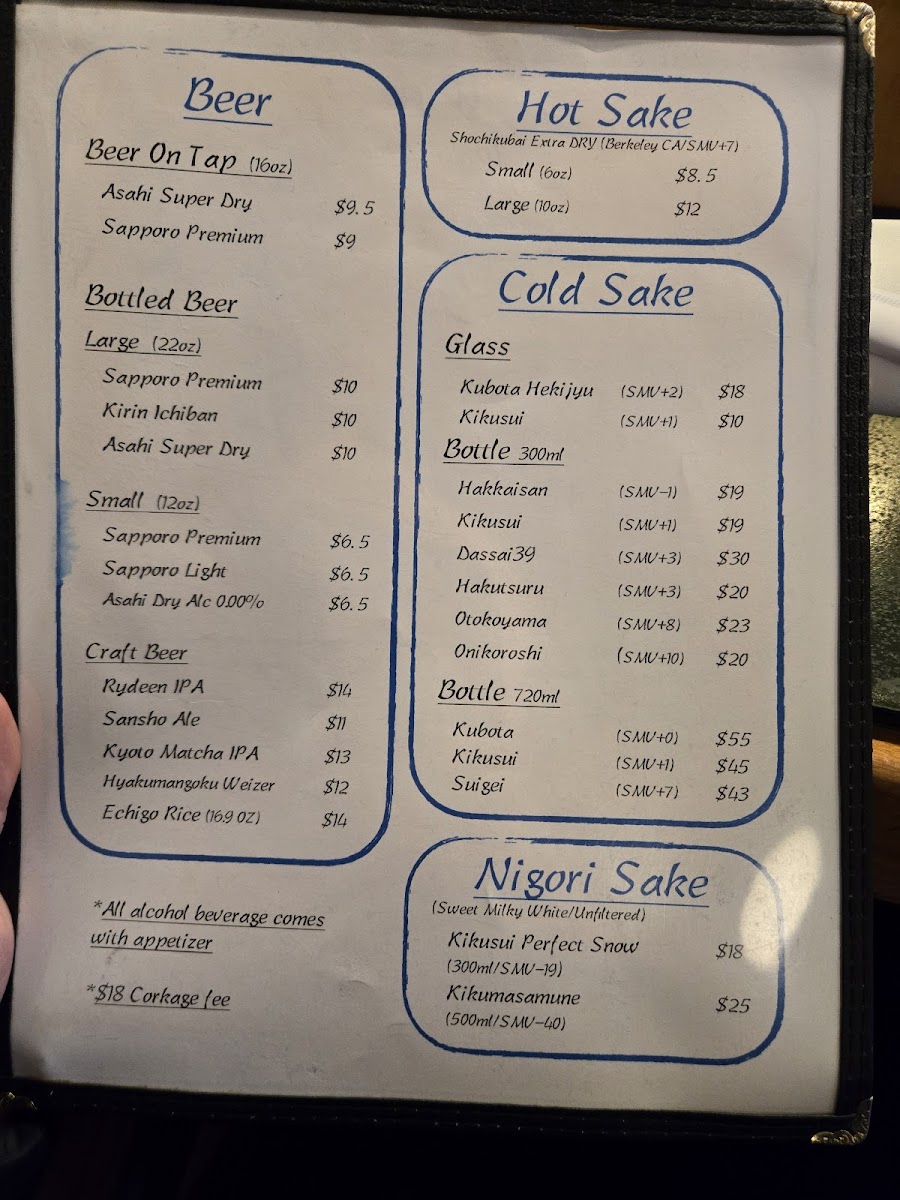 Beer
Beer On Tap (16oz)
Asahi Super Dry $9.5
Sapporo Premium $9
Bottled Beer
Large (22oz)
Sapporo Premium $10
Kirin Ichiban $10
Asahi Super Dry $10
Small (12oz)
Sapporo Premium $6.5
Sapporo Light $6.5
Asahi Dry Alc 0.00% $6.5
Craft Beer
Rydeen IPA $14
Sansho Ale $11
Kyoto Matcha IPA $13
Hyakumangoku Weizer $12
Echigo Rice (16.9 OZ) $14
*All alcohol beverage comes
with appetizer
*$18 Corkage fee
Hot Sake
Shochikubai Extra DRY (Berkeley CA/SMV+7)
Small (6oz) $8.5
Large (10oz) $12
Cold Sake
Glass
Kubota Hekijyu (SMV+2) $18
Kikusui (SMV+1) $10
Bottle 300ml
Hakkaisan (SMV-1) $19
Kikusui (SMV+1) $19
Dassai39 (SMV+3) $30
Hakutsuru (SMV+3) $20
Otokoyama (SMV+8) $23
Onikoroshi (SMV+10) $20
Bottle 720ml
Kubota (SMV+0) $55
Kikusui (SMV+1) $45
Suigei (SMV+7) $43
Nigori Sake
(Sweet Milky White/Unfiltered)
Kikusui Perfect Snow $18
(300ml/SMV-19)
Kikumasamune $25
(500ml/SMV-40)